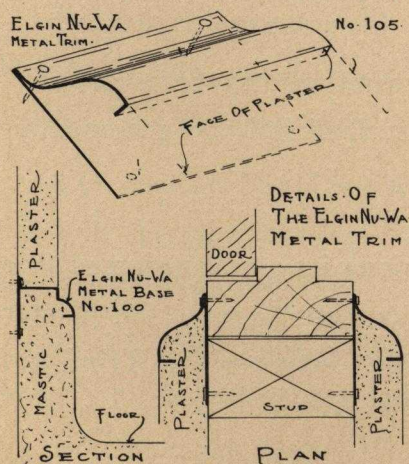 ELGIN NU-WA
METAL TRIM.
No. 105.
FACE OF PLASTER
DETAILS. OF
THE ELGIN NU-WA
METAL TRIM
PLASTER
ELGIN NU-WA
METAL BASE
No. 100
MASTIC
FLOOR
SECTION
DOOR
PLASTER
STUD
PLASTER
PLAN